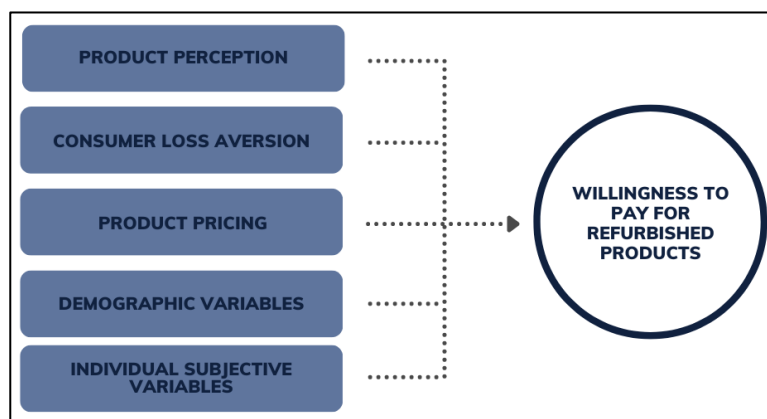 PRODUCT PERCEPTION
CONSUMER LOSS AVERSION
PRODUCT PRICING
DEMOGRAPHIC VARIABLES
INDIVIDUAL SUBJECTIVE
VARIABLES
WILLINGNESS TO
PAY FOR
REFURBISHED
PRODUCTS